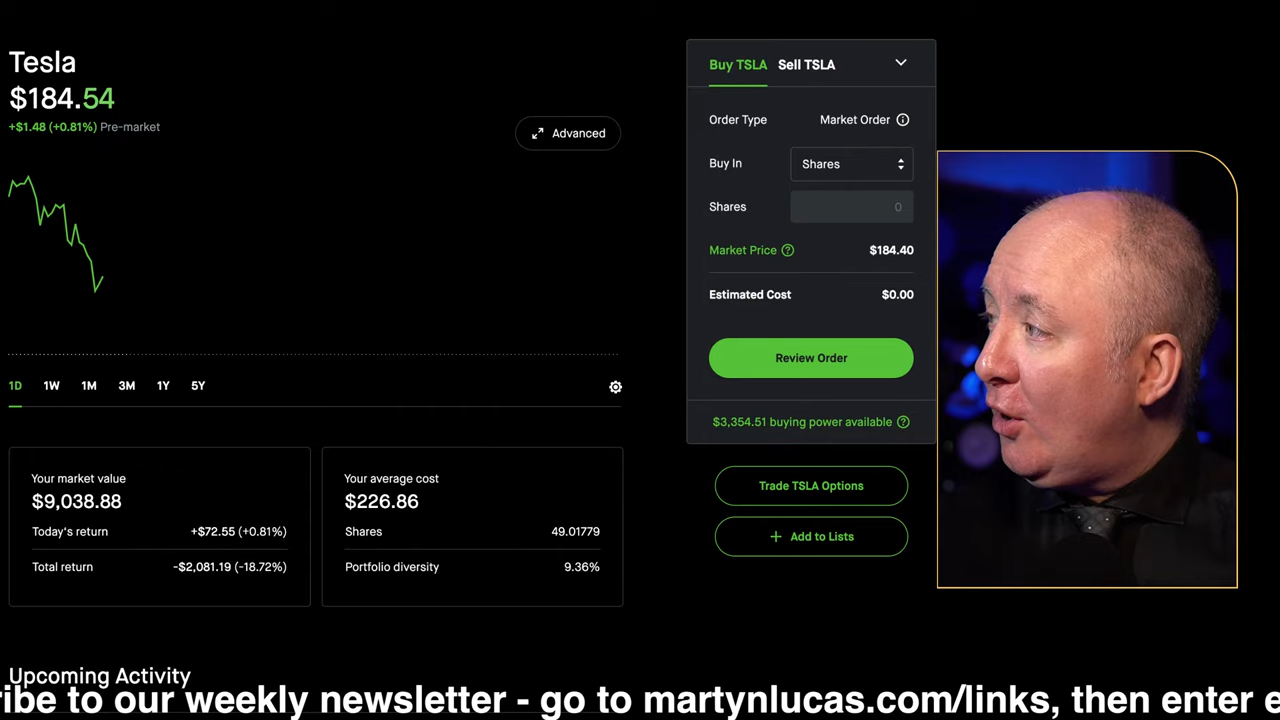 Tesla
$184.54
+$1.48 (+0.81%) Pre-market
Advanced
1D 1W 1M 3M 1Y 5Y
Your market value
$9,038.88
Today's return +$72.55 (+0.81%)
Total return -$2,081.19 (-18.72%)
Your average cost
$226.86
Shares 49.01779
Portfolio diversity 9.36%
Buy TSLA Sell TSLA
Order Type Market Order
Buy In Shares
Shares 0
Market Price $184.40
Estimated Cost $0.00
Review Order
$3,354.51 buying power available
Trade TSLA Options
+ Add to Lists
Upcoming Activity
ribe to our weekly newsletter - go to martynlucas.com/links, then enter e